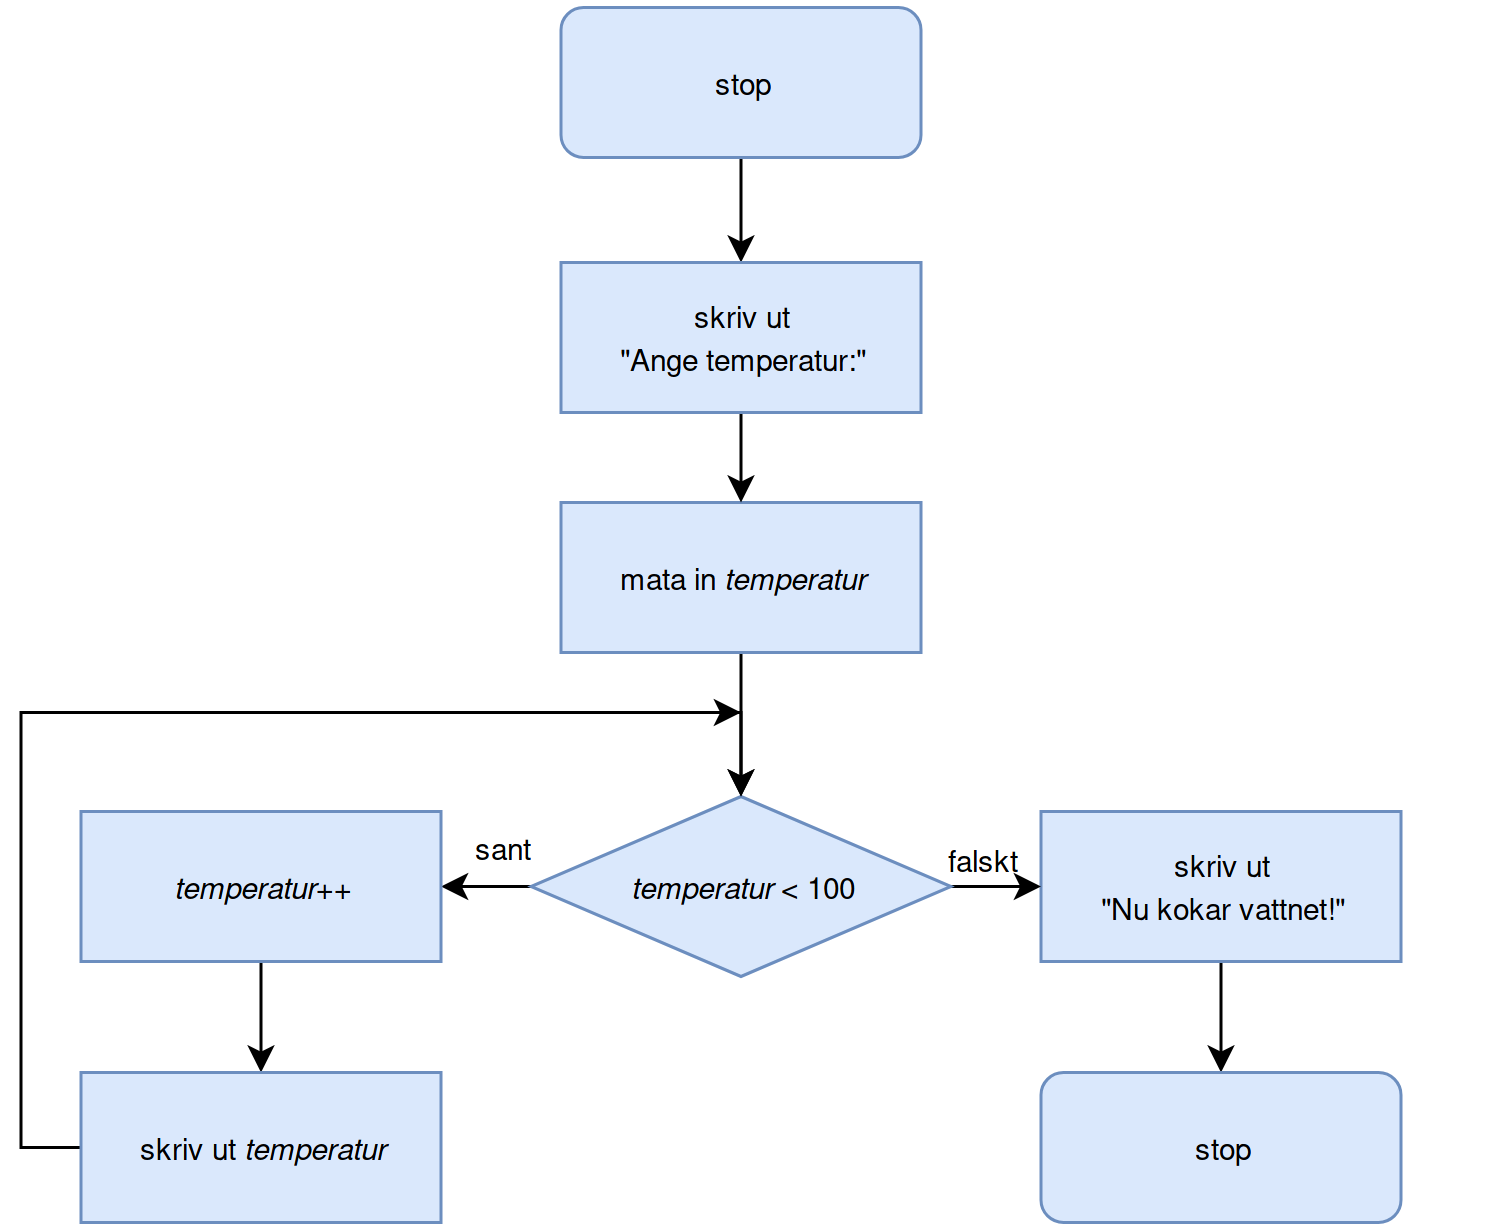 stop
skriv ut
"Ange temperatur:"
mata in temperatur
sant
falskt
temperatur++
temperatur < 100
skriv ut
"Nu kokar vattnet!"
skriv ut temperatur
stop